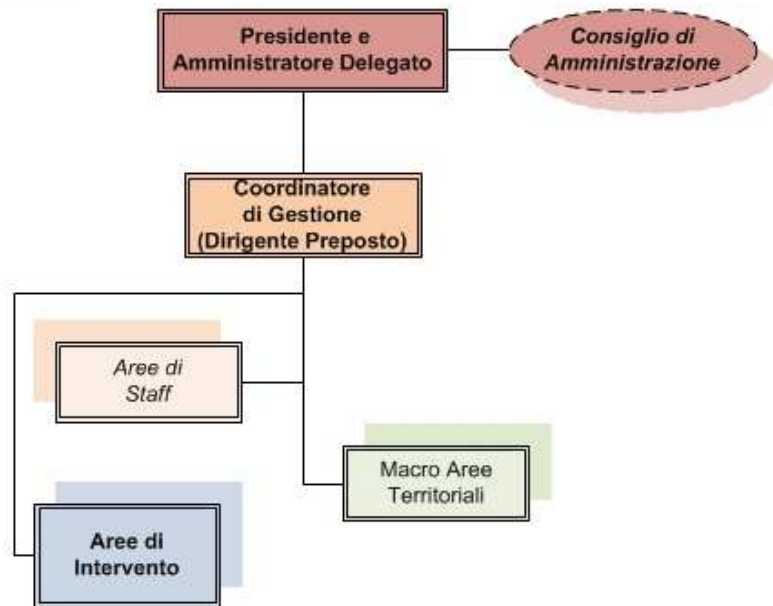 Presidente e
Amministratore Delegato
Consiglio di
Amministrazione
Coordinatore
di Gestione
(Dirigente Preposto)
Aree di
Staff
Macro Aree
Territoriali
Aree di
Intervento